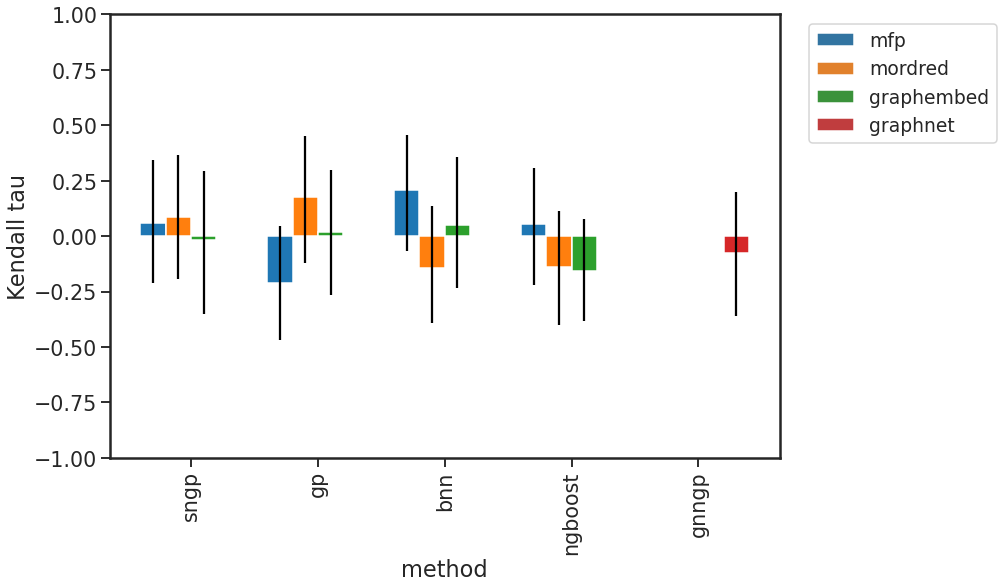 1.00
0.75
0.50
0.25
0.00
−0.25
−0.50
−0.75
−1.00
Kendall tau
sngp
gp
bnn
ngboost
gnngp
method
mfp
mordred
graphembed
graphnet